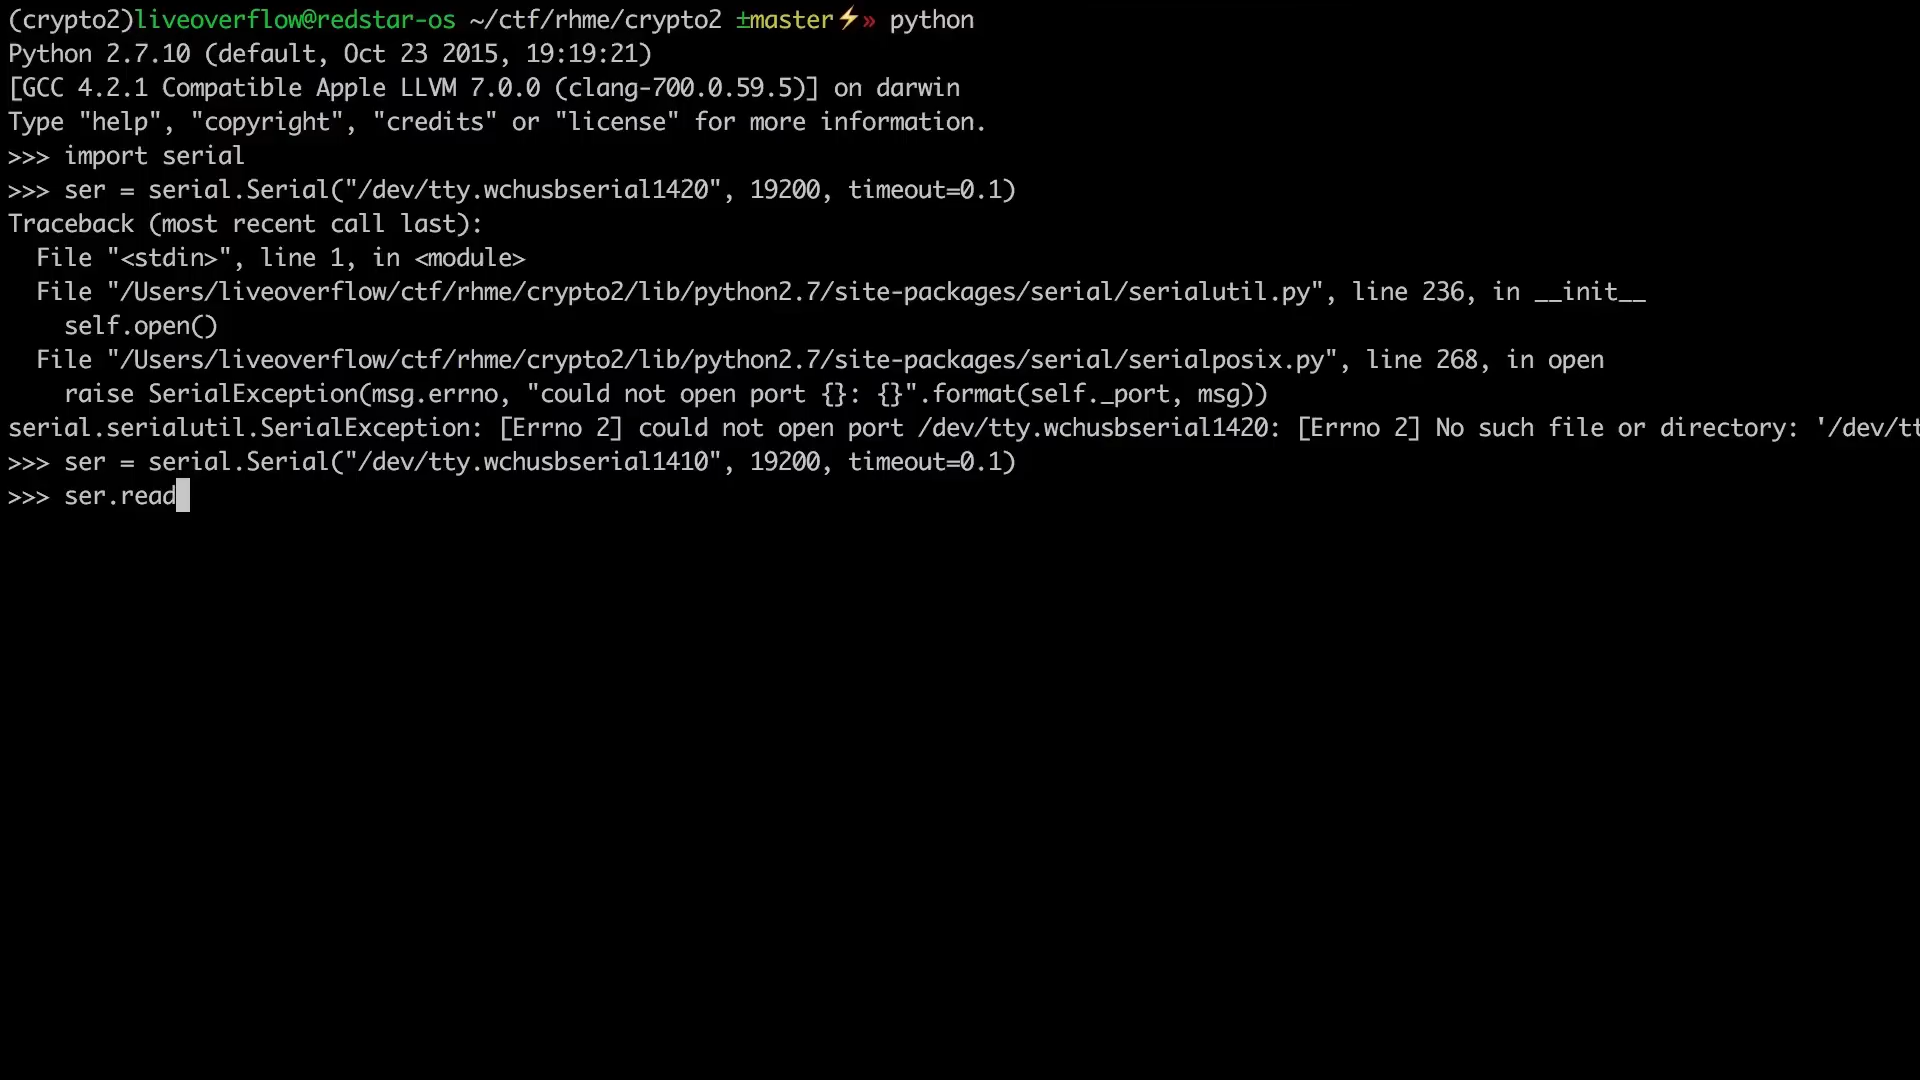 (crypto2)liveoverflow@redstar-os ~/ctf/rhme/crypto2 ±master⚡» python
Python 2.7.10 (default, Oct 23 2015, 19:19:21)
[GCC 4.2.1 Compatible Apple LLVM 7.0.0 (clang-700.0.59.5)] on darwin
Type "help", "copyright", "credits" or "license" for more information.
>>> import serial
>>> ser = serial.Serial("/dev/tty.wchusbserial1420", 19200, timeout=0.1)
Traceback (most recent call last):
  File "<stdin>", line 1, in <module>
  File "/Users/liveoverflow/ctf/rhme/crypto2/lib/python2.7/site-packages/serial/serialutil.py", line 236, in __init__
    self.open()
  File "/Users/liveoverflow/ctf/rhme/crypto2/lib/python2.7/site-packages/serial/serialposix.py", line 268, in open
    raise SerialException(msg.errno, "could not open port {}: {}".format(self._port, msg))
serial.serialutil.SerialException: [Errno 2] could not open port /dev/tty.wchusbserial1420: [Errno 2] No such file or directory: '/dev/tt
>>> ser = serial.Serial("/dev/tty.wchusbserial1410", 19200, timeout=0.1)
>>> ser.read